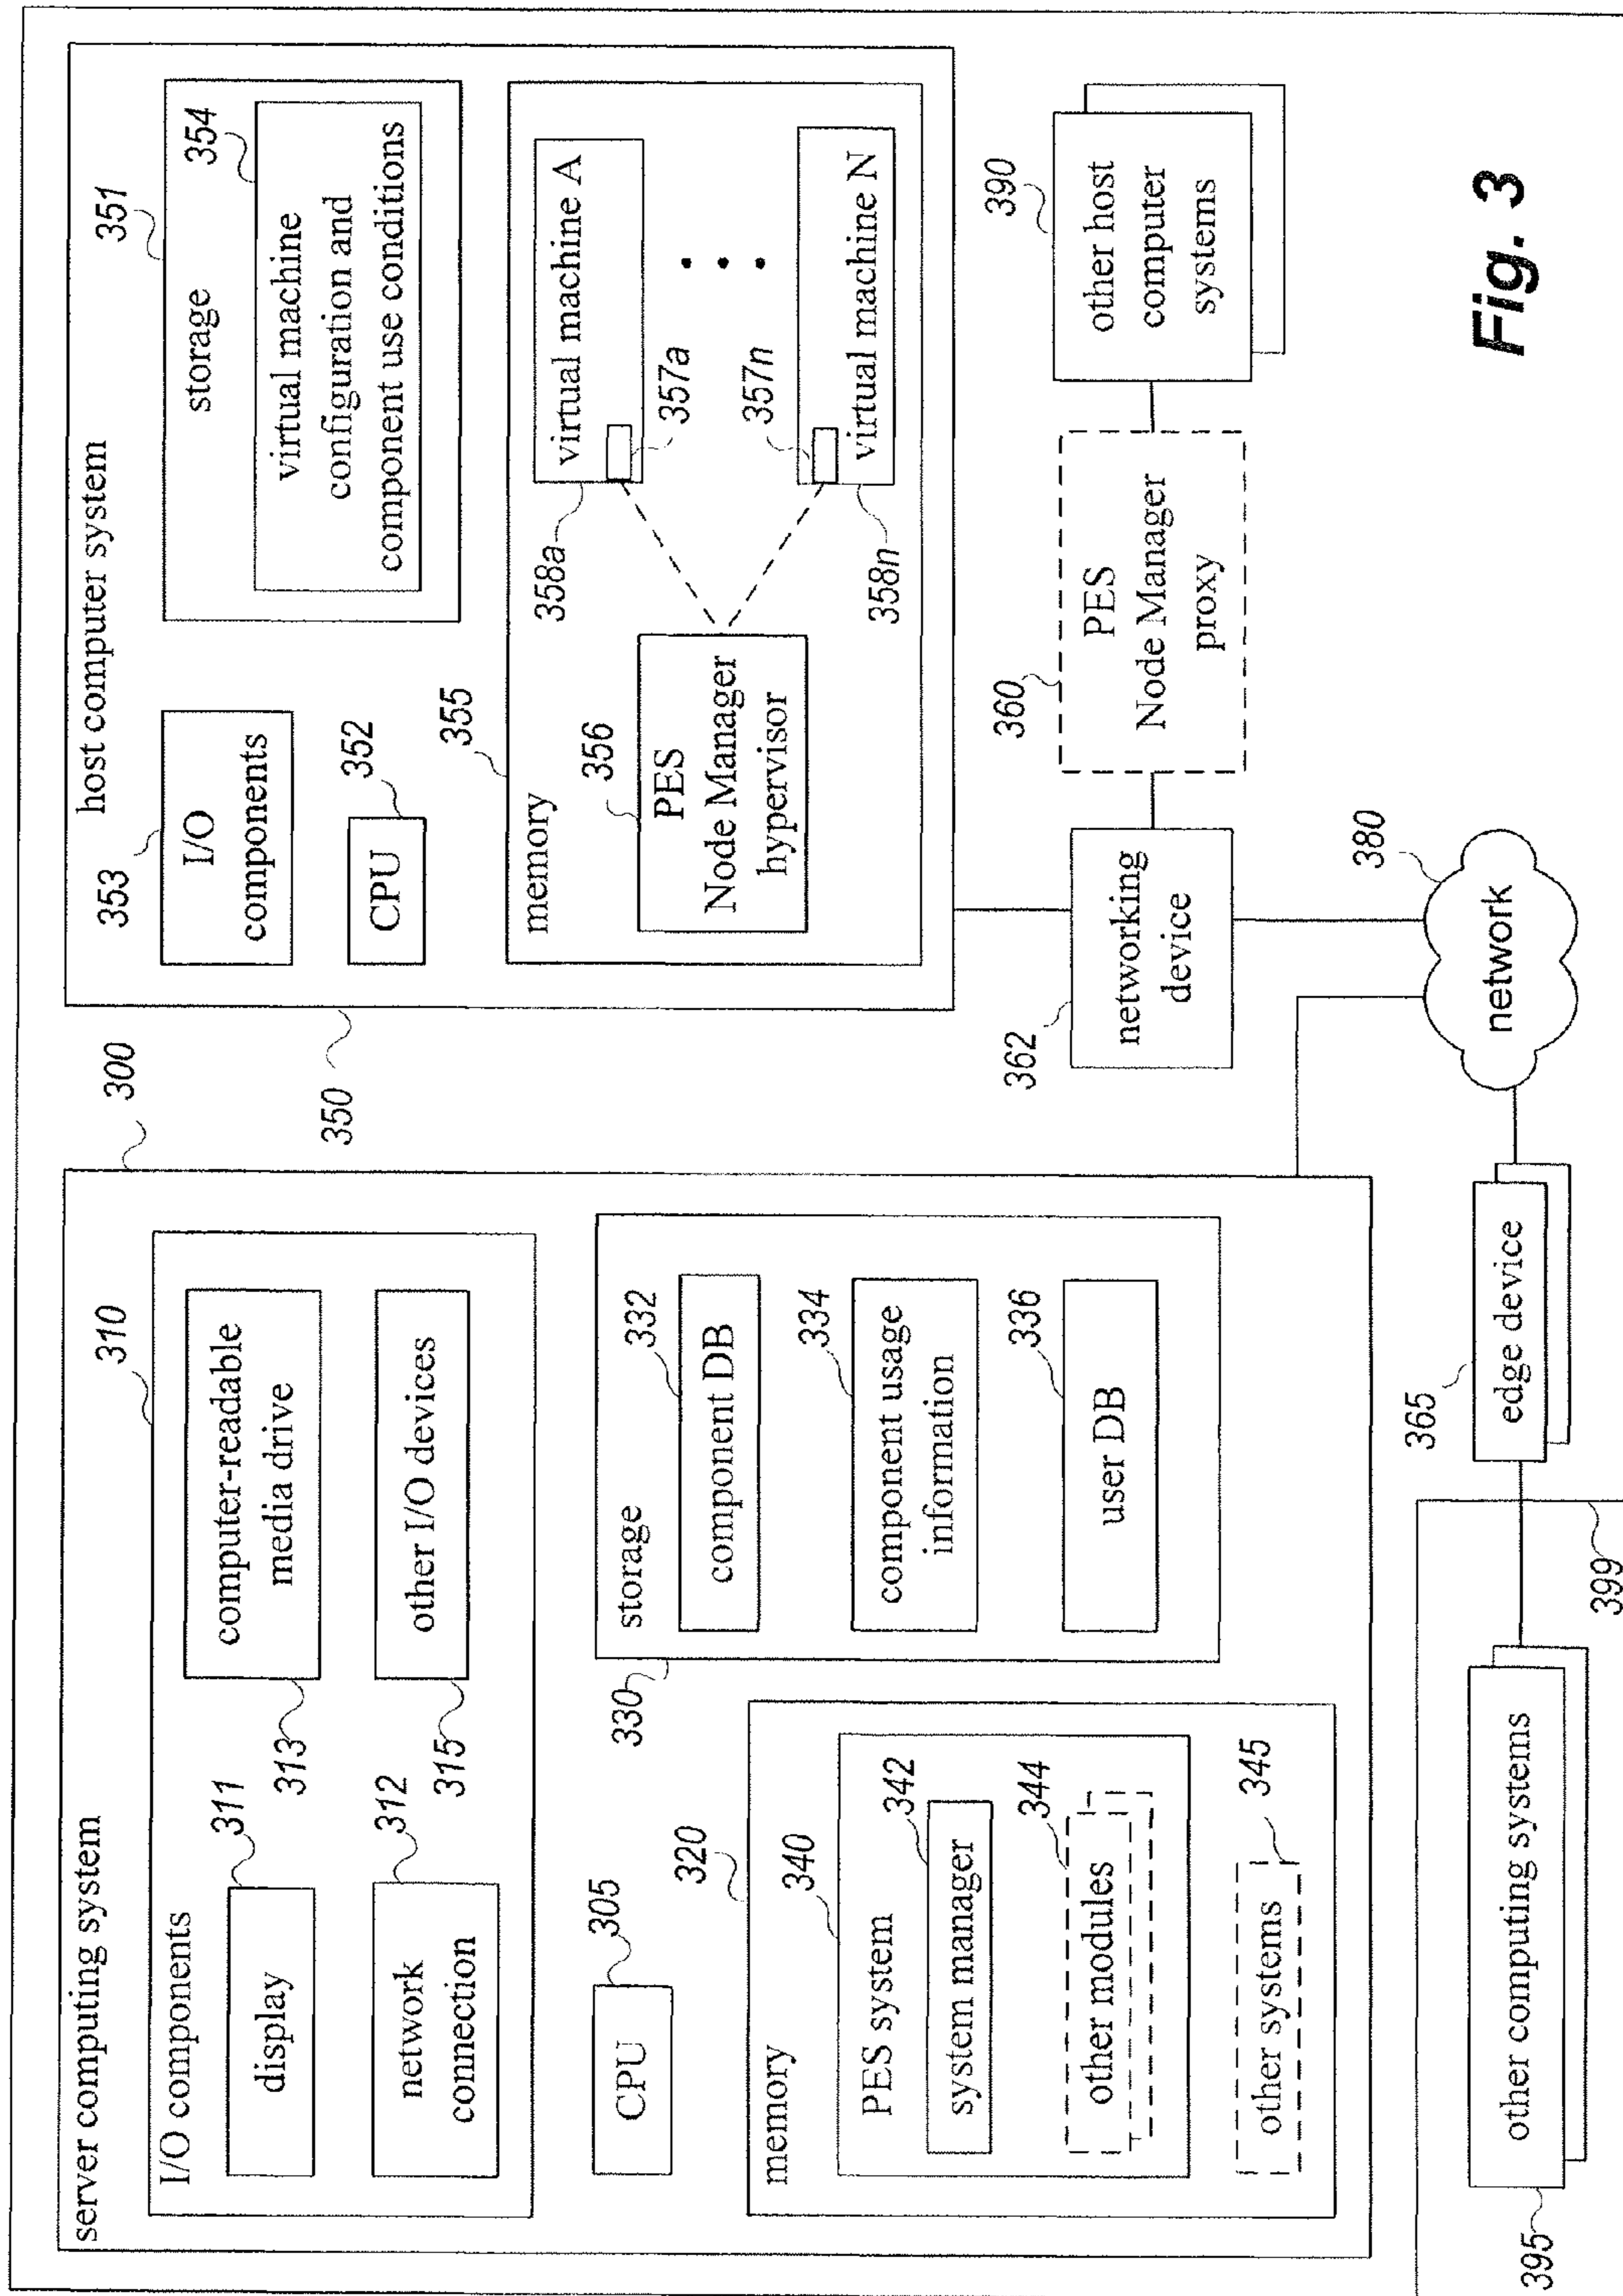 server computing system
300
I/O components
310
display
311
computer-readable
media drive
313
network
connection
312
other I/O devices
315
CPU
305
storage
330
component DB
332
component usage
information
334
user DB
336
memory
320
PES system
340
system manager
342
other modules
344
other systems
345
host computer system
350
I/O
components
353
CPU
352
storage
351
virtual machine
configuration and
component use conditions
354
memory
355
PES
Node Manager
hypervisor
356
virtual machine A
357a
358a
virtual machine N
357n
358n
networking
device
362
PES
Node Manager
proxy
360
other host
computer
systems
390
network
380
edge device
365
other computing systems
395
399
Fig. 3